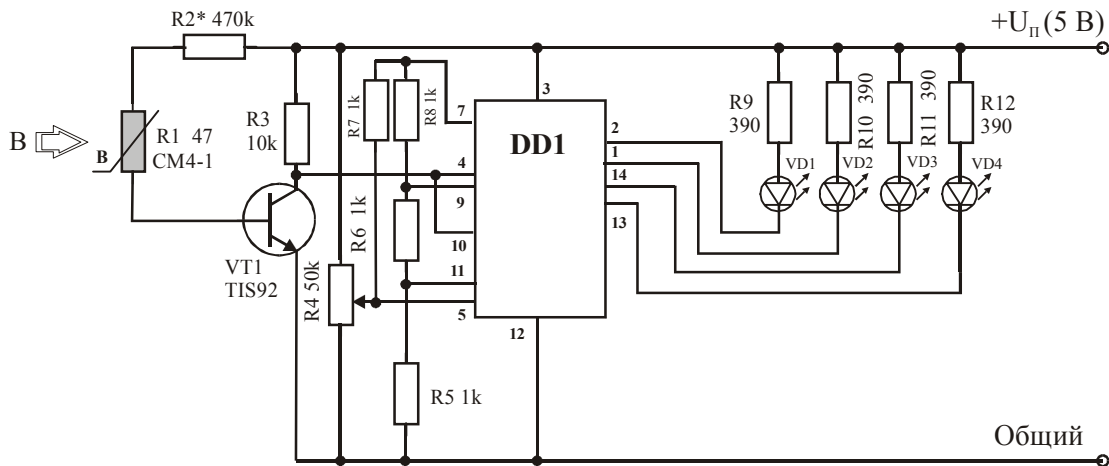 R2* 470k
+U_П (5 В)
В
В
R1 47
СМ4-1
R3
10k
VT1
TIS92
R4 50k
R7 1k
R8 1k
R6 1k
R5 1k
7
4
9
10
11
5
3
DD1
12
2
1
14
13
R9
390
R10 390
R11 390
R12
390
VD1
VD2
VD3
VD4
Общий